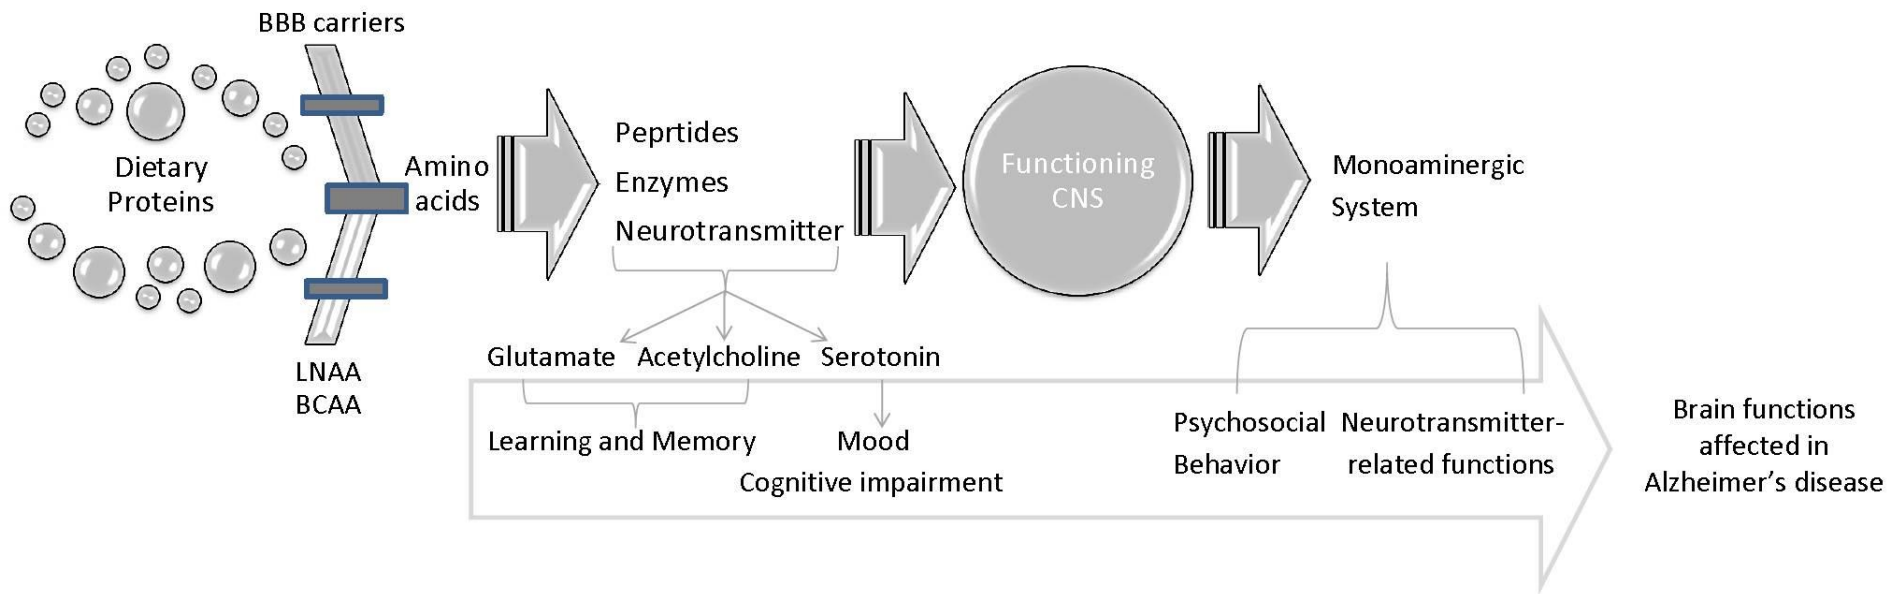 BBB carriers
Dietary
Proteins
LNAA
BCAA
Amino
acids
Peprtides
Enzymes
Neurotransmitter
Functioning
CNS
Monoaminergic
System
Glutamate
Acetylcholine
Serotonin
Learning and Memory
Mood
Cognitive impairment
Psychosocial
Behavior
Neurotransmitter-
related functions
Brain functions
affected in
Alzheimer’s disease